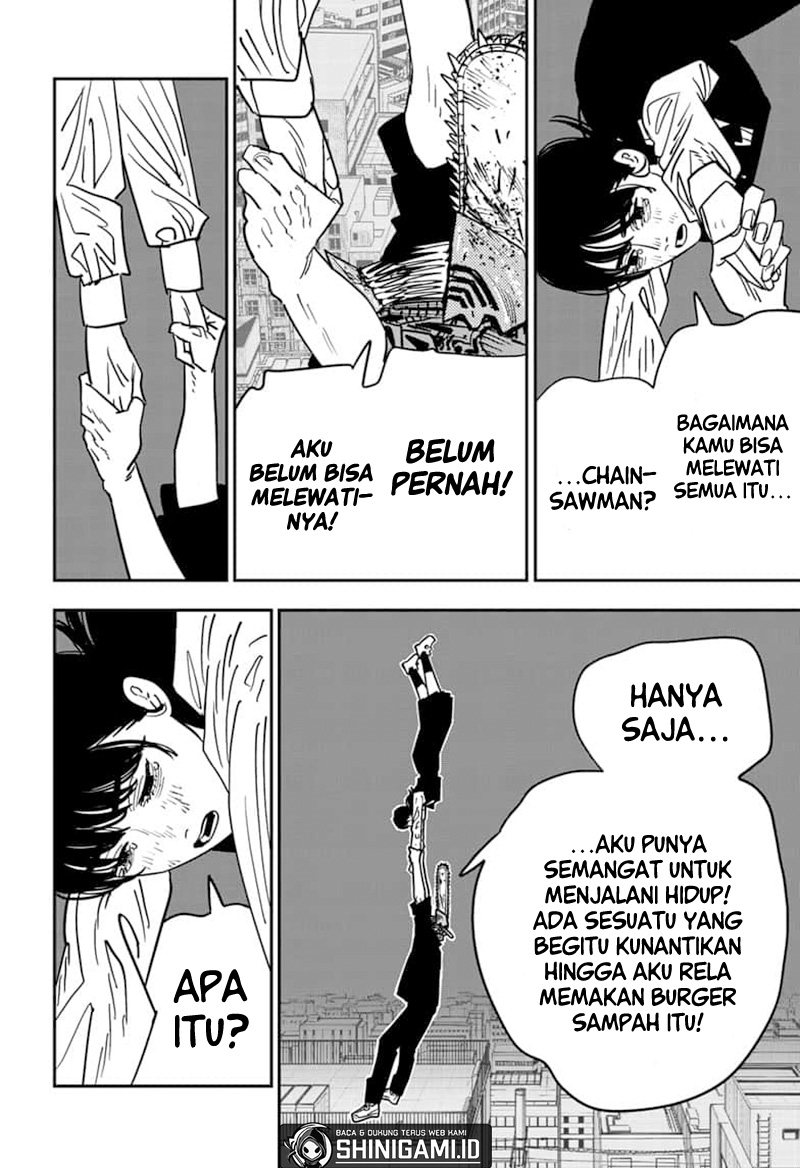 BAGAIMANA
KAMU BISA
MELEWATI
SEMUA ITU...
...CHAIN-
SAWMAN?
BELUM
PERNAH!
AKU
BELUM BISA
MELEWATI-
NYA!
HANYA
SAJA...
...AKU PUNYA
SEMANGAT UNTUK
MENJALANI HIDUP!
ADA SESUATU YANG
BEGITU KUNANTIKAN
HINGGA AKU RELA
MEMAKAN BURGER
SAMPAH ITU!
APA
ITU?
BACA & DUKUNG TERUS WEB KAMI
SHINIGAMI.ID